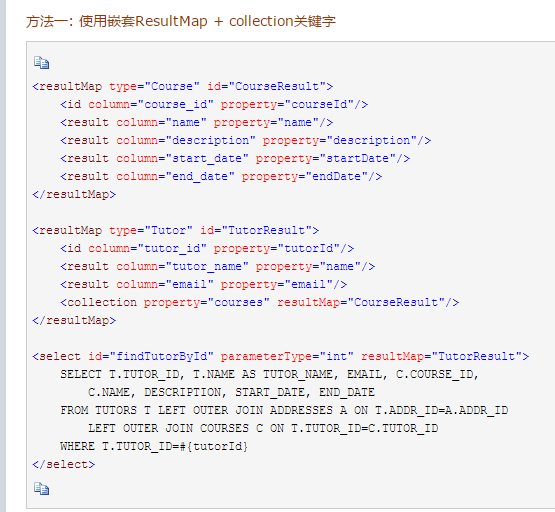 方法一: 使用嵌套ResultMap + collection关键字
<resultMap type="Course" id="CourseResult">
    <id column="course_id" property="courseId"/>
    <result column="name" property="name"/>
    <result column="description" property="description"/>
    <result column="start_date" property="startDate"/>
    <result column="end_date" property="endDate"/>
</resultMap>

<resultMap type="Tutor" id="TutorResult">
    <id column="tutor_id" property="tutorId"/>
    <result column="tutor_name" property="name"/>
    <result column="email" property="email"/>
    <collection property="courses" resultMap="CourseResult"/>
</resultMap>

<select id="findTutorById" parameterType="int" resultMap="TutorResult">
    SELECT T.TUTOR_ID, T.NAME AS TUTOR_NAME, EMAIL, C.COURSE_ID,
        C.NAME, DESCRIPTION, START_DATE, END_DATE
    FROM TUTORS T LEFT OUTER JOIN ADDRESSES A ON T.ADDR_ID=A.ADDR_ID
        LEFT OUTER JOIN COURSES C ON T.TUTOR_ID=C.TUTOR_ID
    WHERE T.TUTOR_ID=#{tutorId}
</select>